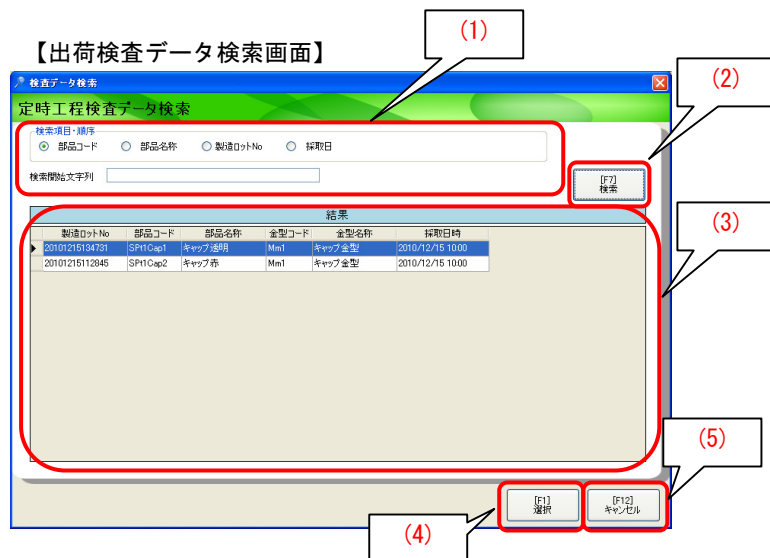 (1)
【出荷検査データ検索画面】
検査データ検索
(2)
定時工程検査データ検索
検索項目・順序
部品コード 部品名称 製造ロットNo 採取日
検索開始文字列
[F7]
検索
結果
(3)
製造ロットNo 部品コード 部品名称 金型コード 金型名称 採取日時
20101215134731 SPt1Cap1 キャップ透明 Mm1 キャップ金型 2010/12/15 10:00
20101215112845 SPt1Cap2 キャップ赤 Mm1 キャップ金型 2010/12/15 10:00
(5)
[F1]
選択
[F12]
キャンセル
(4)